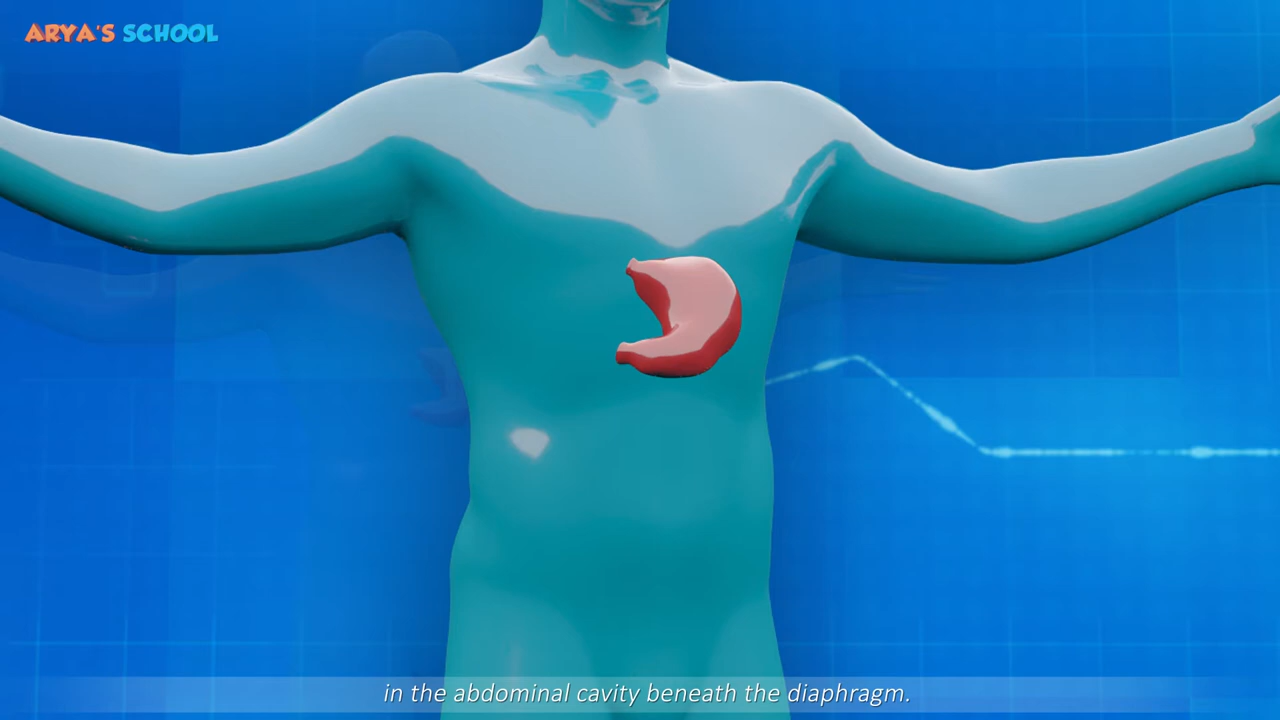 ARYA'S SCHOOL
in the abdominal cavity beneath the diaphragm.